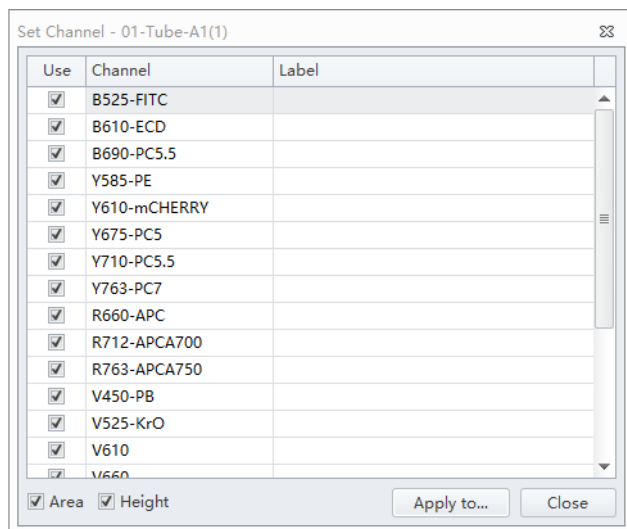 Set Channel - 01-Tube-A1(1)
Use Channel Label
B525-FITC
B610-ECD
B690-PC5.5
Y585-PE
Y610-mCHERRY
Y675-PC5
Y710-PC5.5
Y763-PC7
R660-APC
R712-APCA700
R763-APCA750
V450-PB
V525-KrO
V610
V660
Area Height Apply to... Close